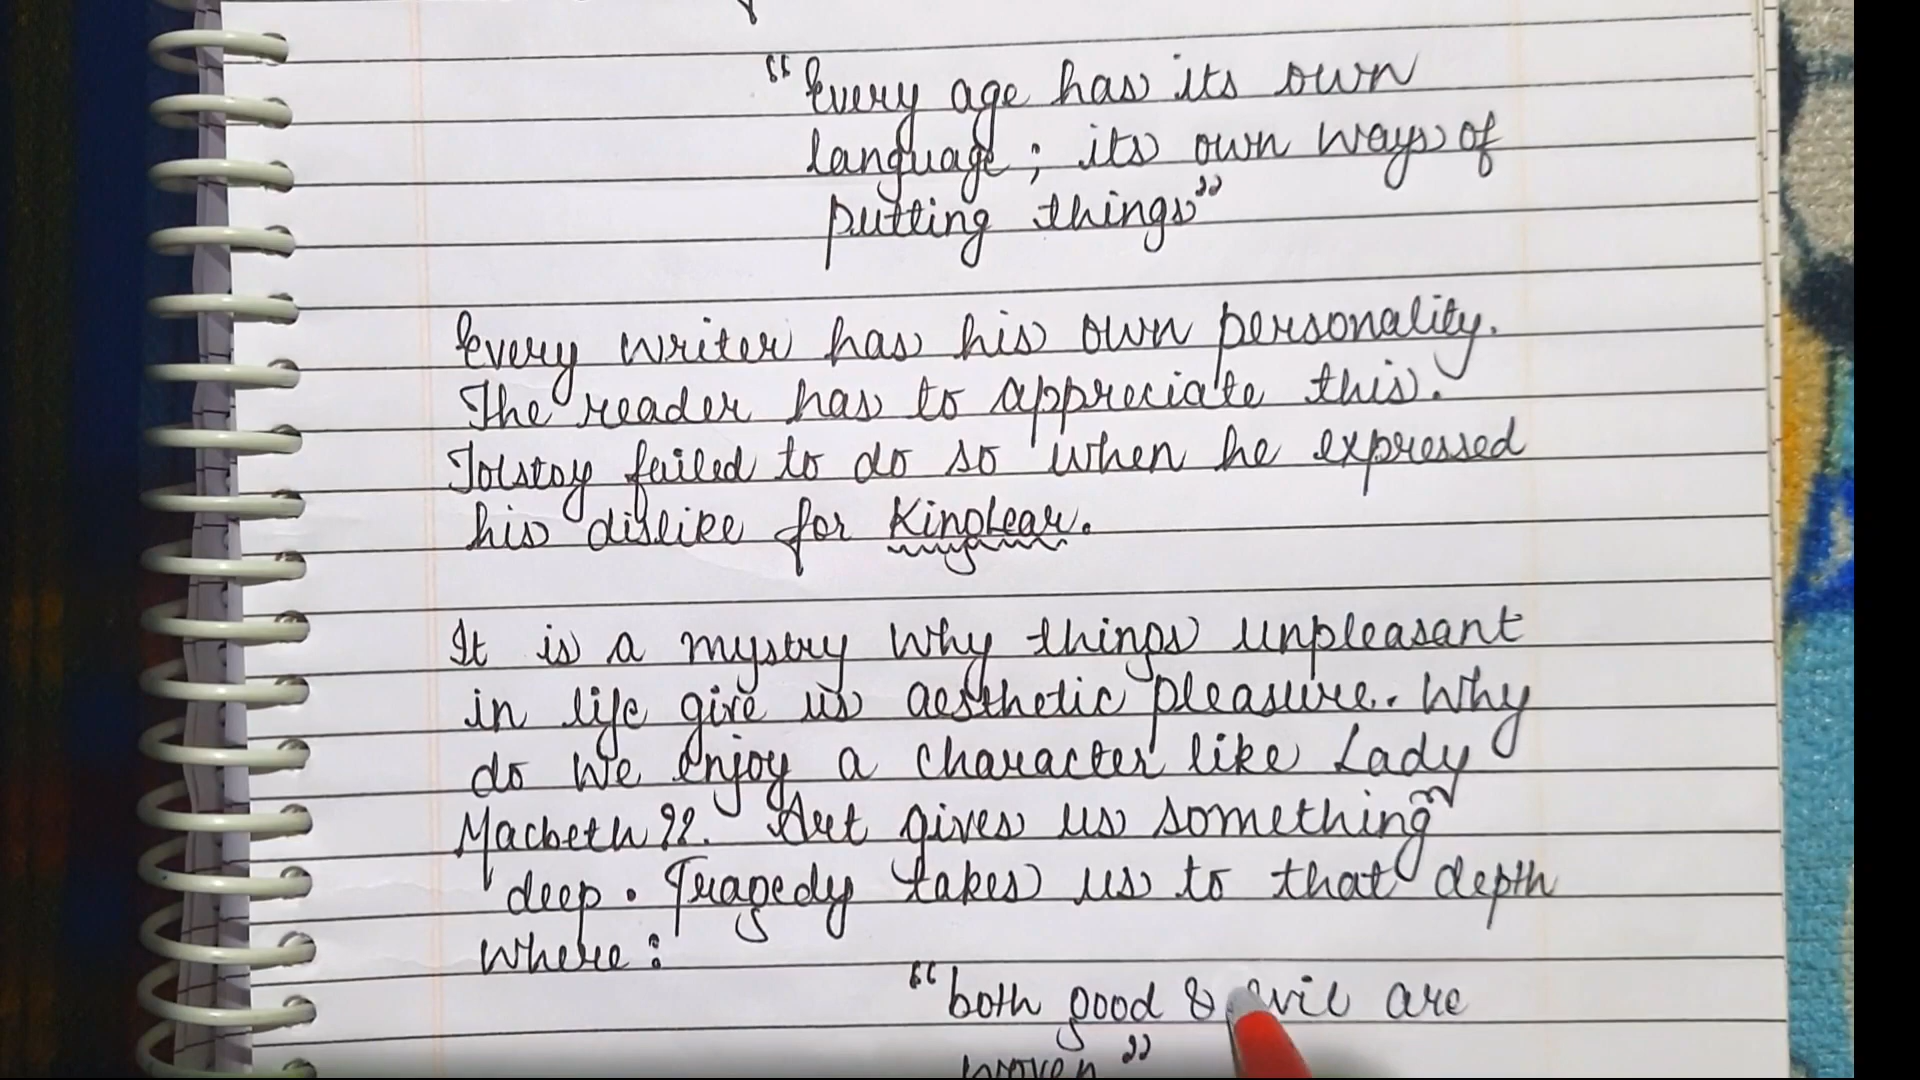 "Every age has its own
language; its own ways of
putting things"
Every writer has his own personality.
The reader has to appreciate this.
Tolstoy failed to do so when he expressed
his dislike for King Lear.
It is a mystry why things unpleasant
in life give us aesthetic pleasure. Why
do we enjoy a character like Lady
Macbeth ??. Art gives us something
deep. Tragedy takes us to that depth
where:
"both good & evil are
woven"